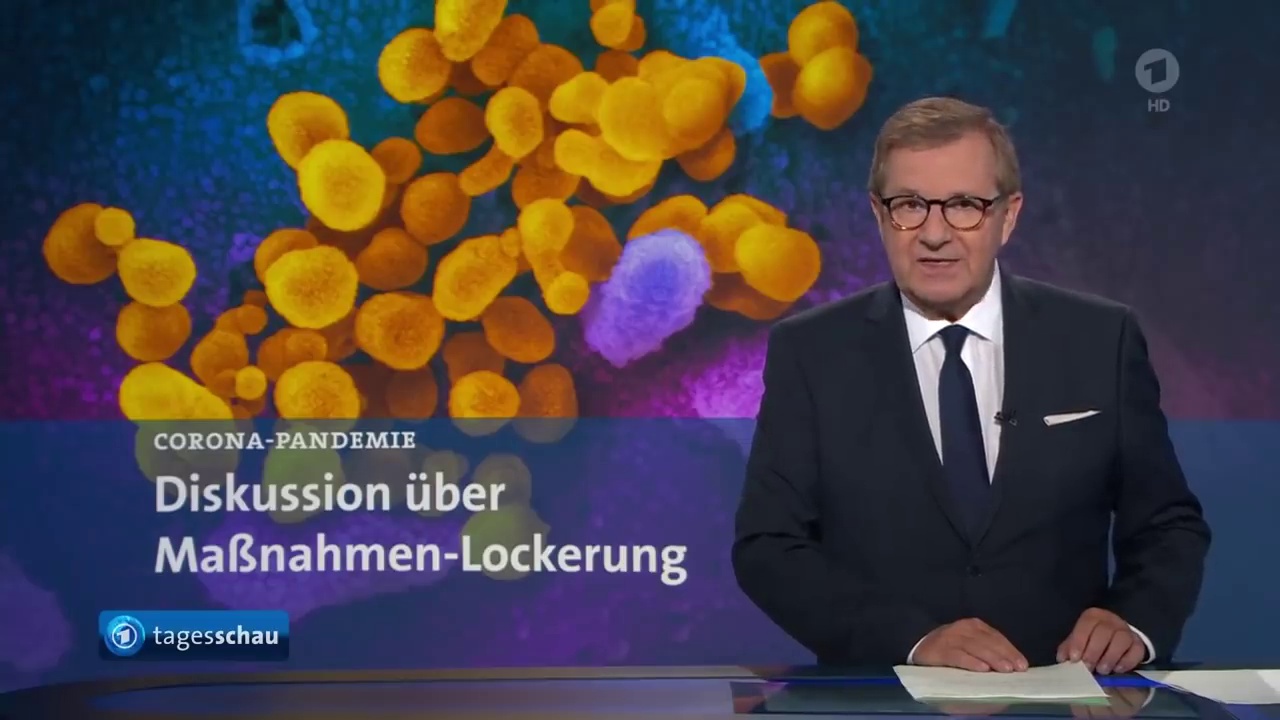 HD
CORONA-PANDEMIE
Diskussion über
Maßnahmen-Lockerung
tagesschau